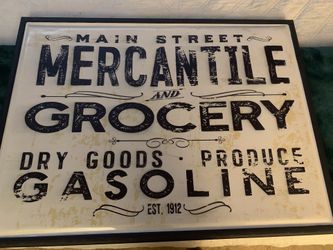 MAIN STREET
MERCANTILE
AND
GROCERY
DRY GOODS · PRODUCE
GASOLINE
EST. 1912